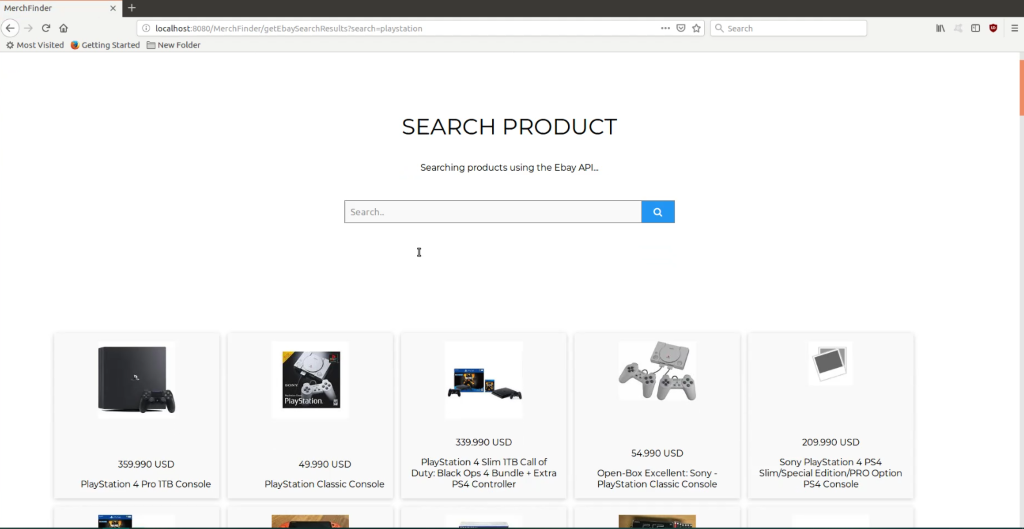 MerchFinder
localhost:8080/MerchFinder/getEbaySearchResults?search=playstation
Search
Most Visited
Getting Started
New Folder
SEARCH PRODUCT
Searching products using the Ebay API...
Search..
SONY
PlayStation
359.990 USD
PlayStation 4 Pro 1TB Console
49.990 USD
PlayStation Classic Console
339.990 USD
PlayStation 4 Slim 1TB Call of
Duty: Black Ops 4 Bundle + Extra
PS4 Controller
54.990 USD
Open-Box Excellent: Sony -
PlayStation Classic Console
209.990 USD
Sony PlayStation 4 PS4
Slim/Special Edition/PRO Option
PS4 Console